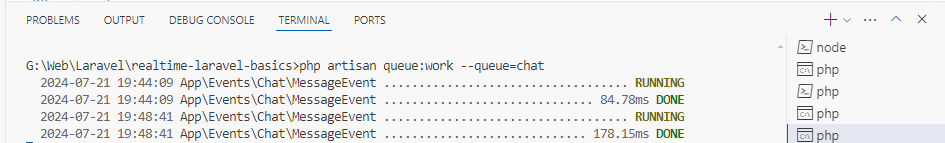 PROBLEMS OUTPUT DEBUG CONSOLE TERMINAL PORTS
G:\Web\Laravel\realtime-laravel-basics>php artisan queue:work --queue=chat
2024-07-21 19:44:09 App\Events\Chat\MessageEvent ................................. RUNNING
2024-07-21 19:44:09 App\Events\Chat\MessageEvent ............................ 84.78ms DONE
2024-07-21 19:48:41 App\Events\Chat\MessageEvent ................................. RUNNING
2024-07-21 19:48:41 App\Events\Chat\MessageEvent ........................... 178.15ms DONE
node
php
php
php
php